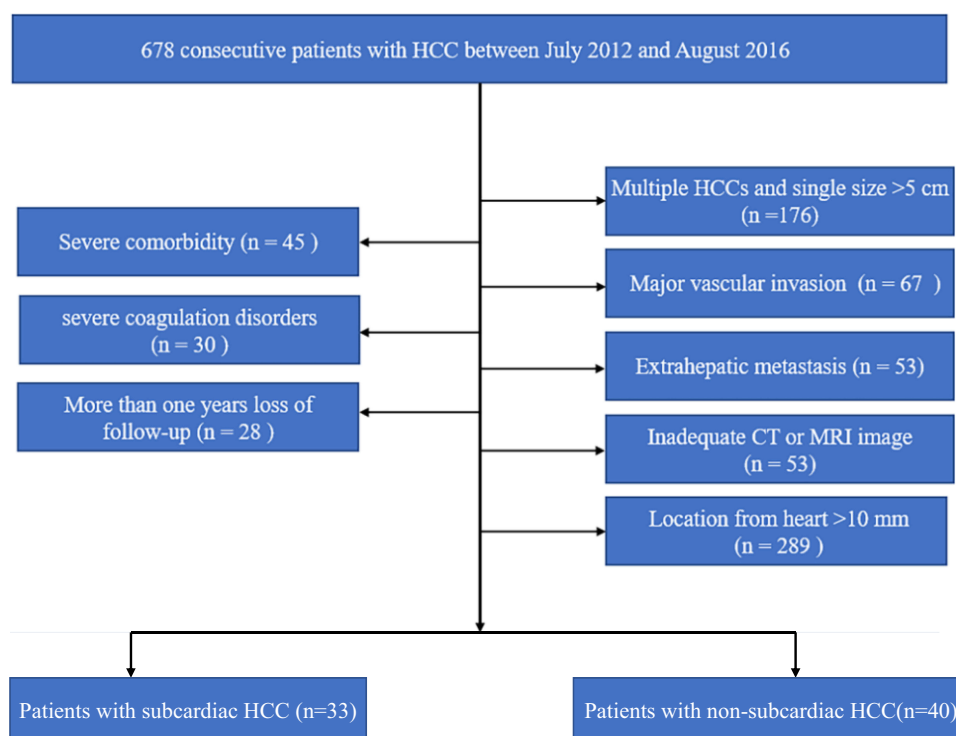 678 consecutive patients with HCC between July 2012 and August 2016
Multiple HCCs and single size >5 cm
(n =176)
Severe comorbidity (n = 45 )
Major vascular invasion  (n = 67  )
severe coagulation disorders
(n = 30 )
Extrahepatic metastasis (n = 53)
More than one years loss of
follow-up (n = 28 )
Inadequate CT or MRI image
(n = 53)
Location from heart >10 mm
(n = 289 )
Patients with subcardiac HCC (n=33)
Patients with non-subcardiac HCC(n=40)